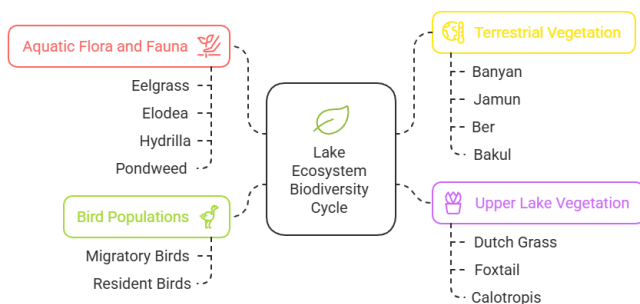 Aquatic Flora and Fauna
Eelgrass
Elodea
Hydrilla
Pondweed
Bird Populations
Migratory Birds
Resident Birds
Lake
Ecosystem
Biodiversity
Cycle
Terrestrial Vegetation
Banyan
Jamun
Ber
Bakul
Upper Lake Vegetation
Dutch Grass
Foxtail
Calotropis